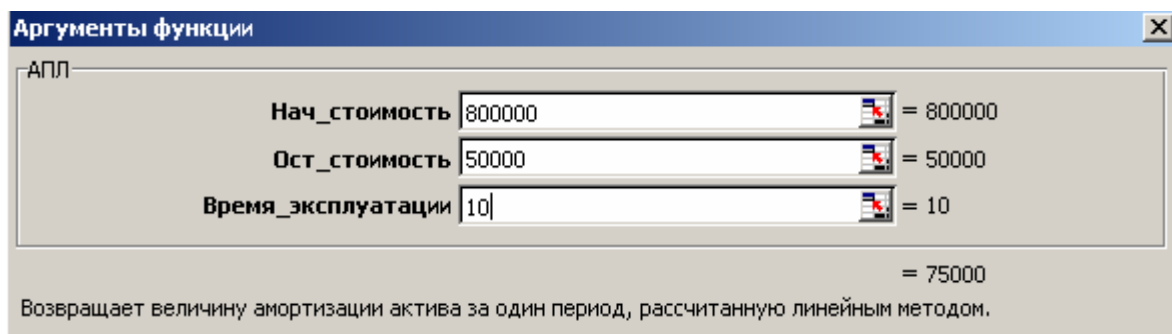 Аргументы функции
АПЛ
Нач_стоимость 800000 = 800000
Ост_стоимость 50000 = 50000
Время_эксплуатации 10 = 10
= 75000
Возвращает величину амортизации актива за один период, рассчитанную линейным методом.